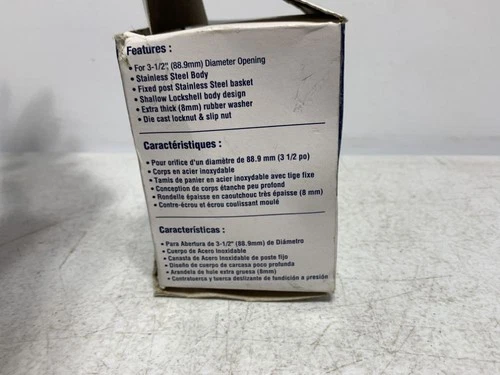 Features :
• For 3-1/2", (88.9mm) Diameter Opening
• Stainless Steel Body
• Fixed post Stainless Steel basket
• Shallow Lockshell body design
• Extra thick (8mm) rubber washer
• Die cast locknut & slip nut
Caractéristiques :
• Pour orifice d'un diamètre de 88.9 mm (3 1/2 po)
• Corps en acier inoxydable
• Tamis de panier en acier inoxydable avec tige fixe
• Conception de corps étanche peu profond
• Rondelle épaisse en caoutchouc très épaisse (8 mm)
• Contre-écrou et écrou coulissant moulé
Características :
• Para Abertura de 3-1/2" (88.9mm) de Diámetro
• Cuerpo de Acero Inoxidable
• Canasta de Acero Inoxidable de poste fijo
• Diseño de cuerpo de carcasa poco profunda
• Arandela de hule extra gruesa (8mm)
• Contratuerca y tuerca deslizante de fundición a presión